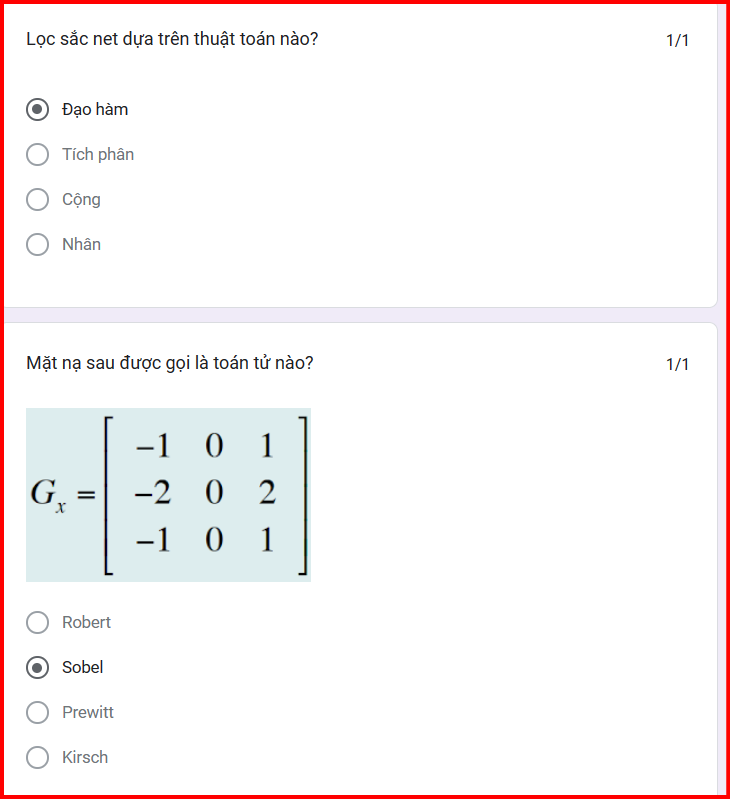 Lọc sắc net dựa trên thuật toán nào? 1/1
Đạo hàm
Tích phân
Cộng
Nhân
Mặt nạ sau được gọi là toán tử nào? 1/1
−1 0 1
Gx = −2 0 2
−1 0 1
Robert
Sobel
Prewitt
Kirsch